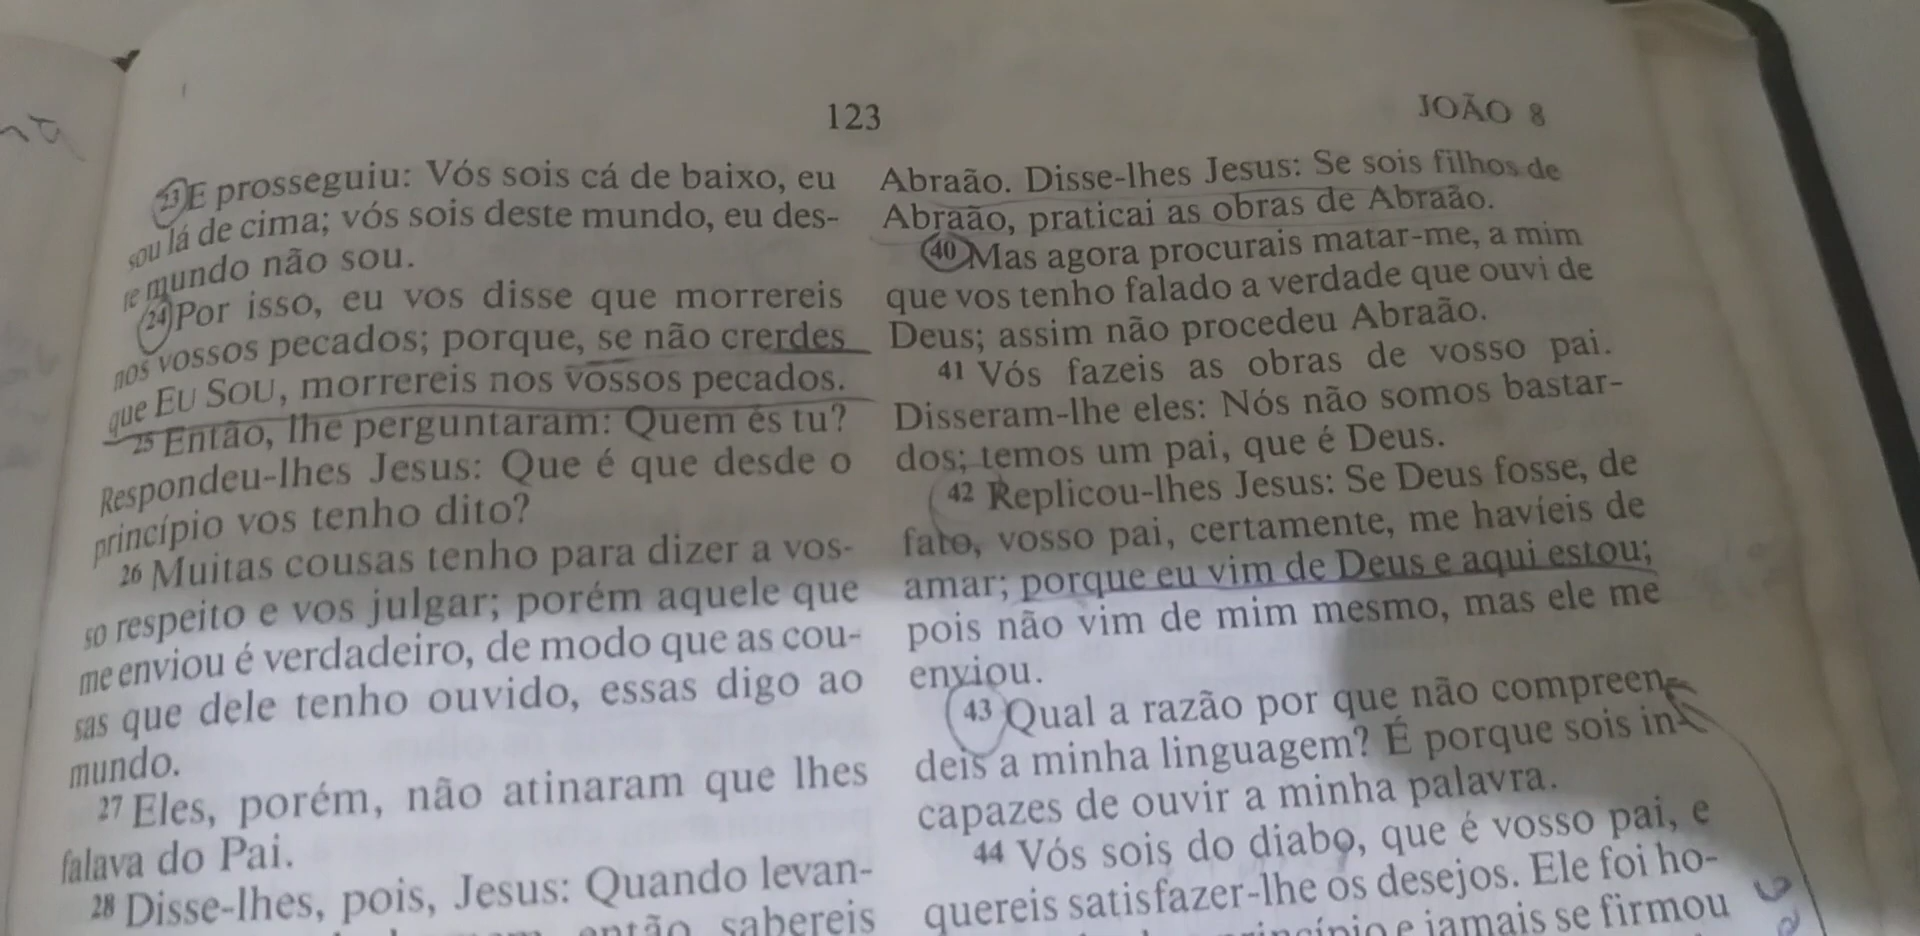 123
JOÃO 8
23 E prosseguiu: Vós sois cá de baixo, eu
sou lá de cima; vós sois deste mundo, eu des-
te mundo não sou.
24 Por isso, eu vos disse que morrereis
nos vossos pecados; porque, se não crerdes
que EU SOU, morrereis nos vossos pecados.
25 Então, lhe perguntaram: Quem és tu?
Respondeu-lhes Jesus: Que é que desde o
princípio vos tenho dito?
26 Muitas cousas tenho para dizer a vos-
so respeito e vos julgar; porém aquele que
me enviou é verdadeiro, de modo que as cou-
sas que dele tenho ouvido, essas digo ao
mundo.
27 Eles, porém, não atinaram que lhes
falava do Pai.
28 Disse-lhes, pois, Jesus: Quando levan-
então sabereis
Abraão. Disse-lhes Jesus: Se sois filhos de
Abraão, praticai as obras de Abraão.
40 Mas agora procurais matar-me, a mim
que vos tenho falado a verdade que ouvi de
Deus; assim não procedeu Abraão.
41 Vós fazeis as obras de vosso pai.
Disseram-lhe eles: Nós não somos bastar-
dos; temos um pai, que é Deus.
42 Replicou-lhes Jesus: Se Deus fosse, de
fato, vosso pai, certamente, me havíeis de
amar; porque eu vim de Deus e aqui estou;
pois não vim de mim mesmo, mas ele me
enviou.
43 Qual a razão por que não compreen-
deis a minha linguagem? É porque sois in-
capazes de ouvir a minha palavra.
44 Vós sois do diabo, que é vosso pai, e
quereis satisfazer-lhe os desejos. Ele foi ho-
e jamais se firmou